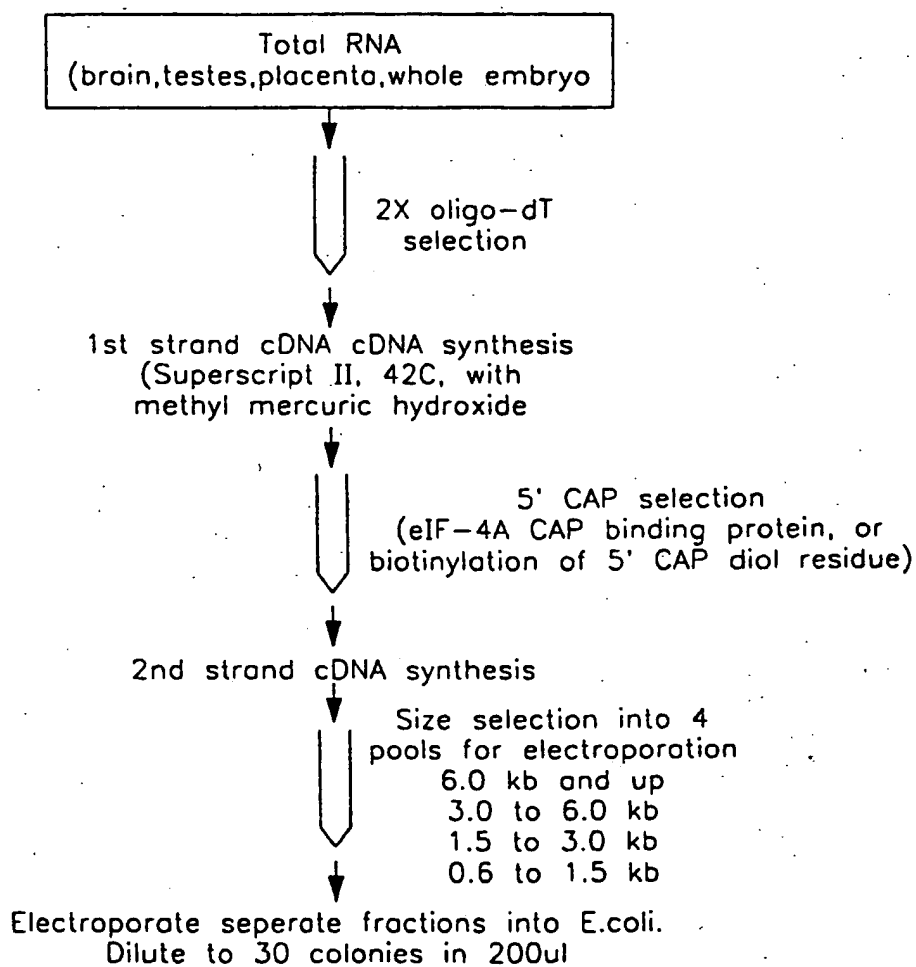 Total RNA
(brain,testes,placenta,whole embryo
2X oligo-dT
selection
1st strand cDNA cDNA synthesis
(Superscript II, 42C, with
methyl mercuric hydroxide
5' CAP selection
(eIF-4A CAP binding protein, or
biotinylation of 5' CAP diol residue)
2nd strand cDNA synthesis
Size selection into 4
pools for electroporation
6.0 kb and up
3.0 to 6.0 kb
1.5 to 3.0 kb
0.6 to 1.5 kb
Electroporate seperate fractions into E.coli.
Dilute to 30 colonies in 200ul